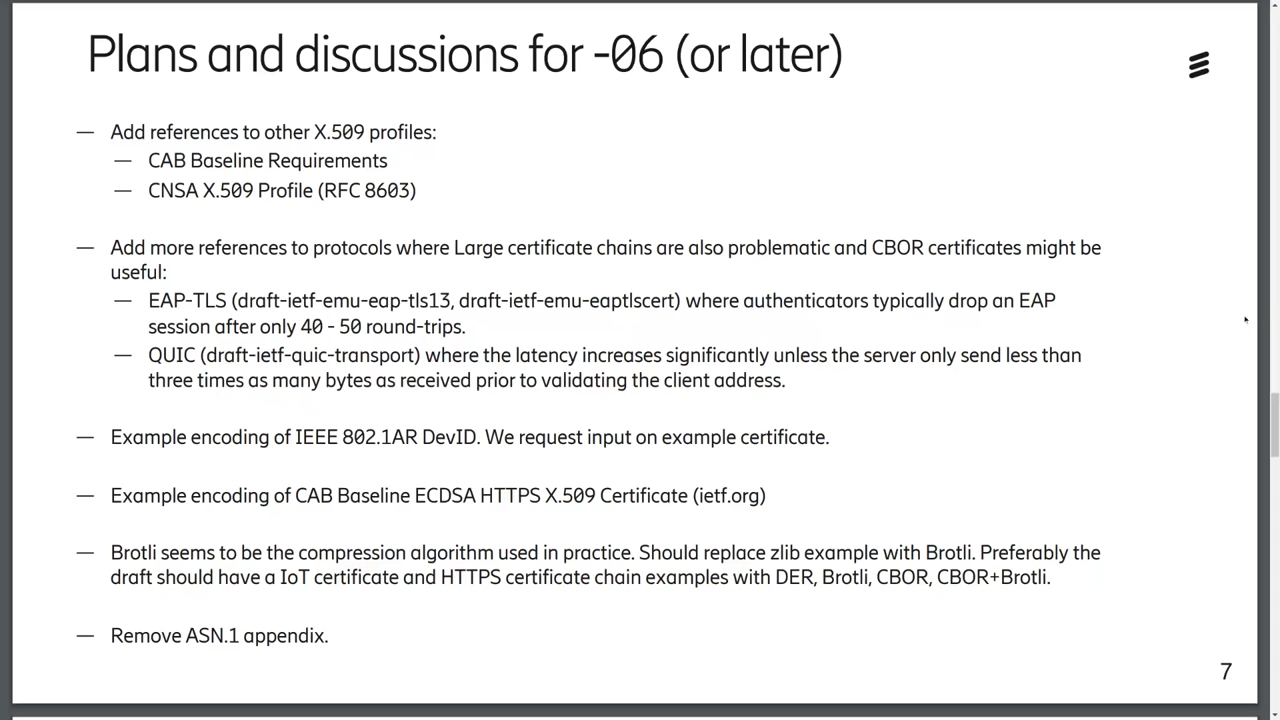 Plans and discussions for -06 (or later)
— Add references to other X.509 profiles:
— CAB Baseline Requirements
— CNSA X.509 Profile (RFC 8603)
— Add more references to protocols where Large certificate chains are also problematic and CBOR certificates might be
useful:
— EAP-TLS (draft-ietf-emu-eap-tls13, draft-ietf-emu-eaptlscert) where authenticators typically drop an EAP
session after only 40 - 50 round-trips.
— QUIC (draft-ietf-quic-transport) where the latency increases significantly unless the server only send less than
three times as many bytes as received prior to validating the client address.
— Example encoding of IEEE 802.1AR DevID. We request input on example certificate.
— Example encoding of CAB Baseline ECDSA HTTPS X.509 Certificate (ietf.org)
— Brotli seems to be the compression algorithm used in practice. Should replace zlib example with Brotli. Preferably the
draft should have a IoT certificate and HTTPS certificate chain examples with DER, Brotli, CBOR, CBOR+Brotli.
— Remove ASN.1 appendix.
7